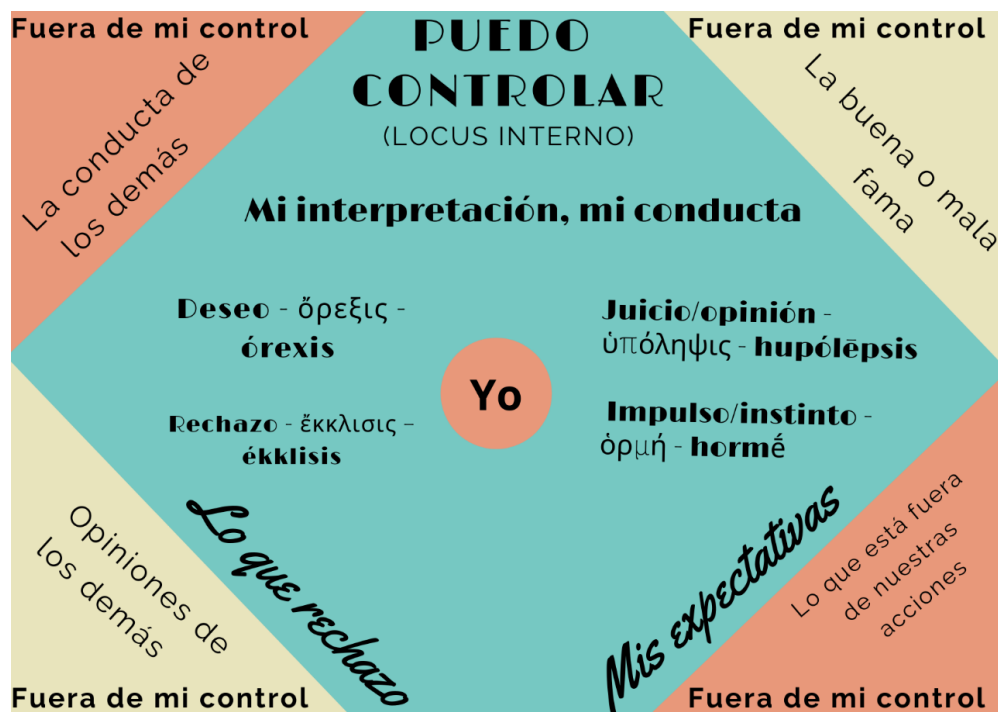 Fuera de mi control
La conducta de
los demás
PUEDO
CONTROLAR
(LOCUS INTERNO)
Fuera de mi control
La buena o mala
fama
Mi interpretación, mi conducta
Deseo - ὄρεξις -
órexis
Juicio/opinión -
ὑπόληψις - hupólēpsis
Yo
Rechazo - ἔκκλισις –
ékklisis
Impulso/instinto -
ὁρμή - hormḗ
Lo que rechazo
Mis expectativas
Opiniones de
los demás
Fuera de mi control
Lo que está fuera
de nuestras
acciones
Fuera de mi control